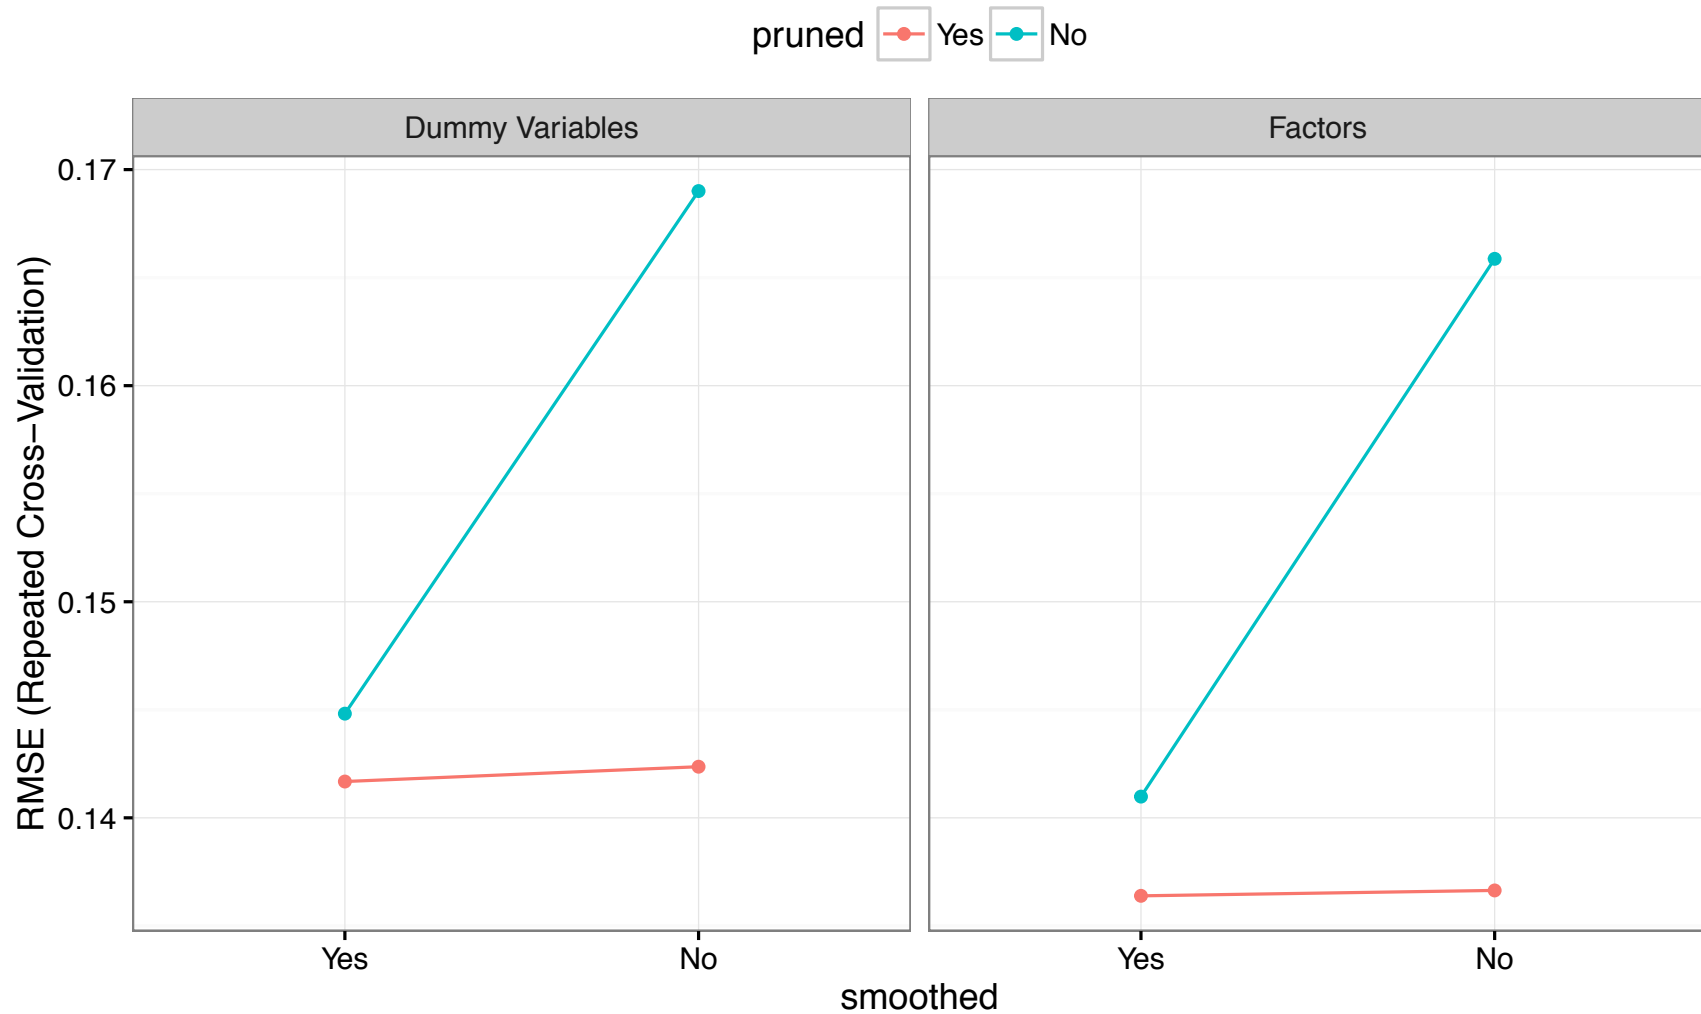 pruned Yes No
Dummy Variables Factors
RMSE (Repeated Cross−Validation)
0.17
0.16
0.15
0.14
Yes No Yes No
smoothed